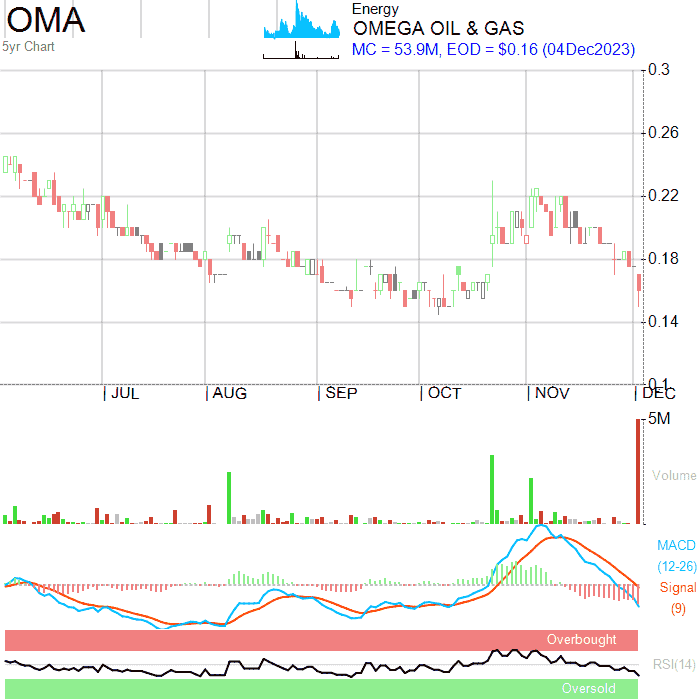 OMA
5yr Chart
Energy
OMEGA OIL & GAS
MC = 53.9M, EOD = $0.16 (04Dec2023)
0.3
0.26
0.22
0.18
0.14
0.1
JUL AUG SEP OCT NOV DEC
5M
Volume
MACD
(12-26)
Signal
(9)
Overbought
RSI(14)
Oversold